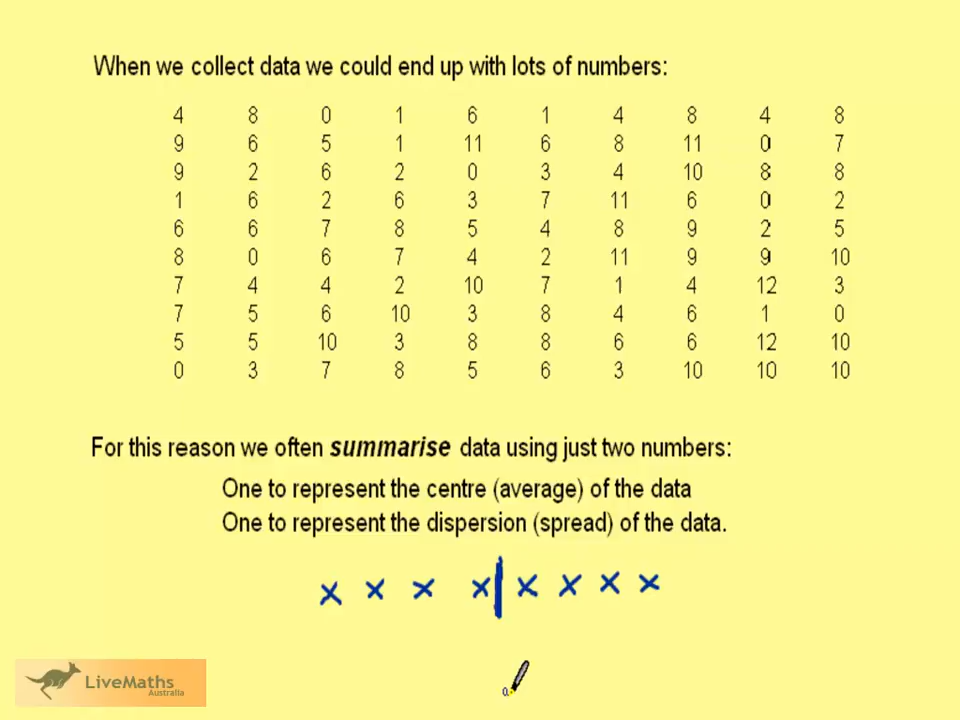 When we collect data we could end up with lots of numbers:
4 8 0 1 6 1 4 8 4 8
9 6 5 1 11 6 8 11 0 7
9 2 6 2 0 3 4 10 8 8
1 6 2 6 3 7 11 6 0 2
6 6 7 8 5 4 8 9 2 5
8 0 6 7 4 2 11 9 9 10
7 4 4 2 10 7 1 4 12 3
7 5 6 10 3 8 4 6 1 0
5 5 10 3 8 8 6 6 12 10
0 3 7 8 5 6 3 10 10 10
For this reason we often summarise data using just two numbers:
One to represent the centre (average) of the data
One to represent the dispersion (spread) of the data.
x x x x | x x x x
LiveMaths
Australia